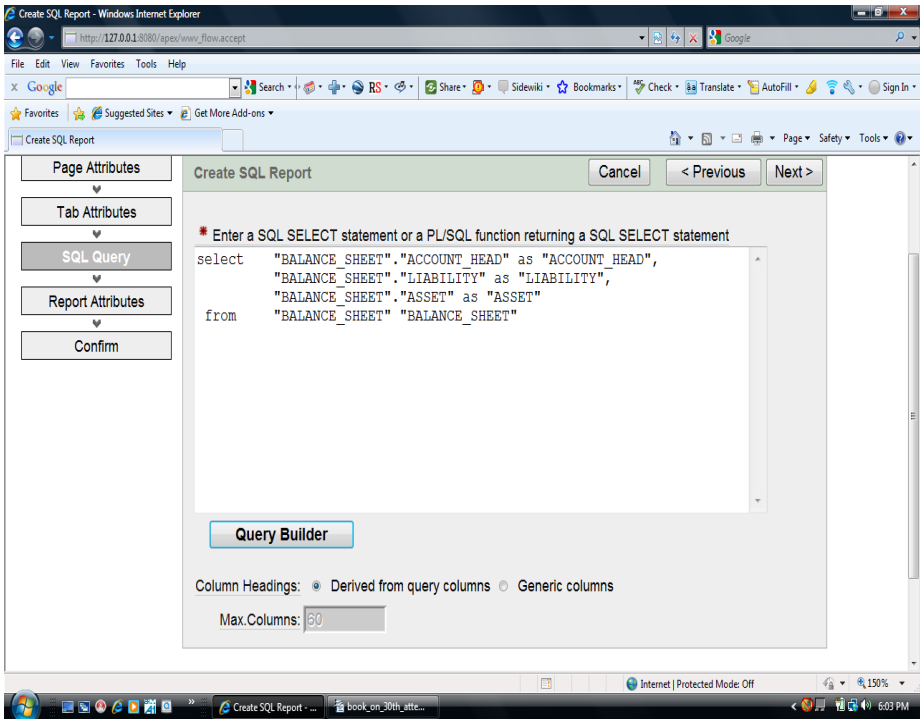 Create SQL Report - Windows Internet Explorer
http://127.0.0.1:8080/apex/wwv_flow.accept
Google
File Edit View Favorites Tools Help
x Google Search RS Share Sidewiki Bookmarks Check Translate AutoFill Sign In
Favorites Suggested Sites Get More Add-ons
Create SQL Report Page Safety Tools
Page Attributes
Tab Attributes
SQL Query
Report Attributes
Confirm
Create SQL Report Cancel < Previous Next >
* Enter a SQL SELECT statement or a PL/SQL function returning a SQL SELECT statement
select "BALANCE_SHEET"."ACCOUNT_HEAD" as "ACCOUNT_HEAD",
"BALANCE_SHEET"."LIABILITY" as "LIABILITY",
"BALANCE_SHEET"."ASSET" as "ASSET"
from "BALANCE_SHEET" "BALANCE_SHEET"
Query Builder
Column Headings: Derived from query columns Generic columns
Max.Columns: 60
Internet | Protected Mode: Off 150%
Create SQL Report - ... book_on_30th_atte... 6:03 PM